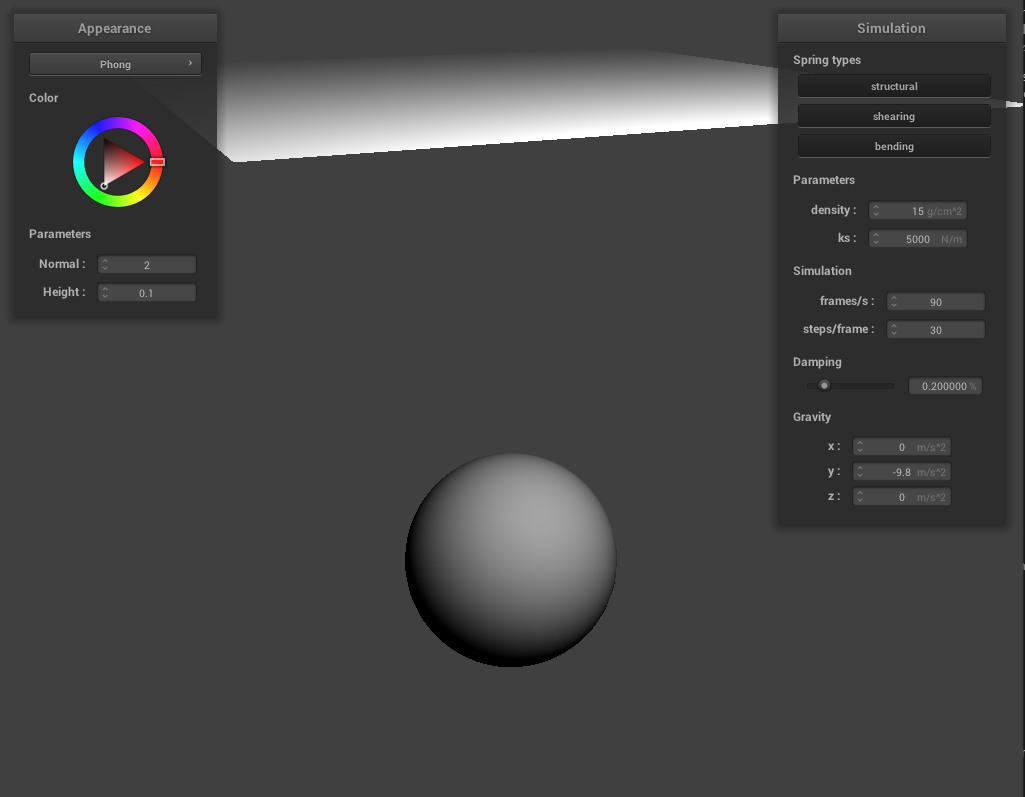 Appearance
Phong
Color
Parameters
Normal : 2
Height : 0.1
Simulation
Spring types
structural
shearing
bending
Parameters
density : 15 g/cm^2
ks : 5000 N/m
Simulation
frames/s : 90
steps/frame : 30
Damping
0.200000 %
Gravity
x : 0 m/s^2
y : -9.8 m/s^2
z : 0 m/s^2